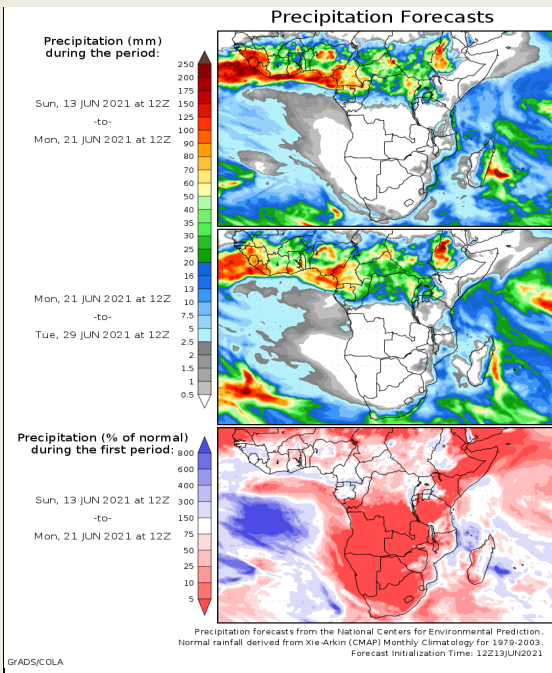 Precipitation Forecasts
Precipitation (mm)
during the period:
Sun, 13 JUN 2021 at 12Z
-to-
Mon, 21 JUN 2021 at 12Z
250
200
175
150
125
100
90
80
70
60
50
40
35
30
25
20
16
13
10
7.5
5
2.5
2
1.5
1
0.5
Mon, 21 JUN 2021 at 12Z
-to-
Tue, 29 JUN 2021 at 12Z
Precipitation (% of normal)
during the first period:
Sun, 13 JUN 2021 at 12Z
-to-
Mon, 21 JUN 2021 at 12Z
800
600
400
300
150
75
50
25
10
5
Precipitation forecasts from the National Centers for Environmental Prediction.
Normal rainfall derived from Xie-Arkin (CMAP) Monthly Climatology for 1979-2003.
Forecast Initialization Time: 12Z13JUN2021
GrADS/COLA